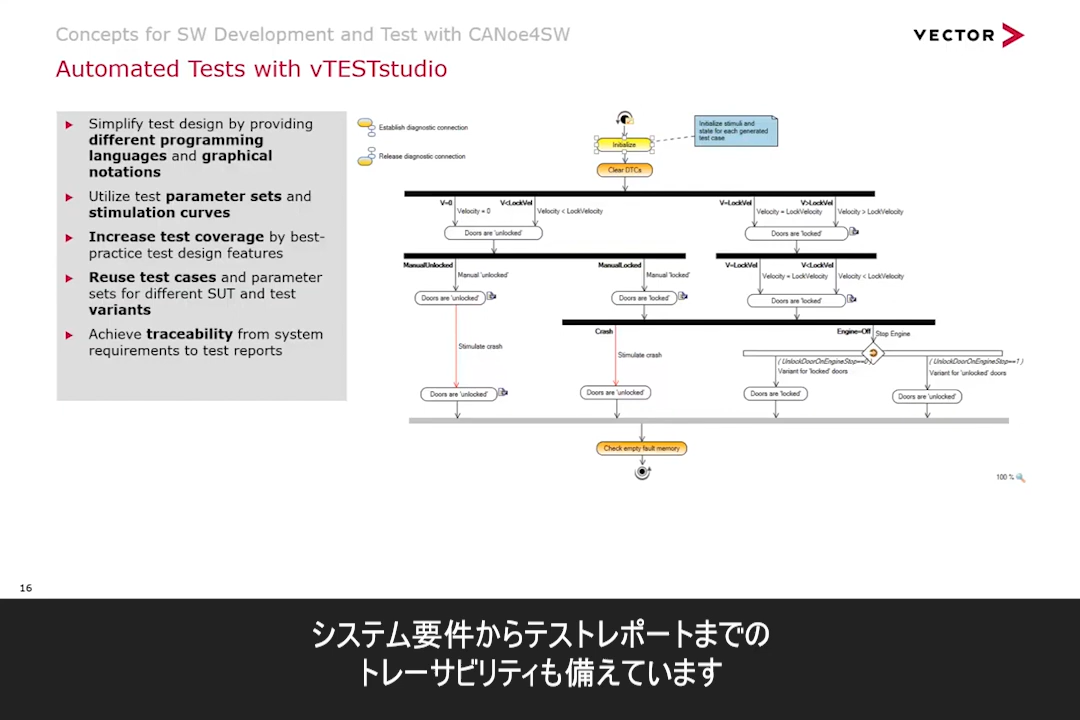 Concepts for SW Development and Test with CANoe4SW
VECTOR
Automated Tests with vTESTstudio
Simplify test design by providing
different programming
languages and graphical
notations
Utilize test parameter sets and
stimulation curves
Increase test coverage by best-
practice test design features
Reuse test cases and parameter
sets for different SUT and test
variants
Achieve traceability from system
requirements to test reports
Establish diagnostic connection
Release diagnostic connection
Initialize
Initialize stimuli and
state for each generated
test case
Clear DTCs
V=0
Velocity = 0
V<LockVel
Velocity < LockVelocity
V=LockVel
Velocity = LockVelocity
V>LockVel
Velocity > LockVelocity
Doors are 'unlocked'
Doors are 'locked'
ManualUnlocked
Manual 'unlocked'
ManualLocked
Manual 'locked'
V=LockVel
Velocity = LockVelocity
V<LockVel
Velocity < LockVelocity
Doors are 'unlocked'
Doors are 'locked'
Doors are 'locked'
Crash
Engine=Off
Stop Engine
Stimulate crash
Stimulate crash
( UnlockDoorOnEngineStop==0 )
Variant for 'locked' doors
( UnlockDoorOnEngineStop==1 )
Variant for 'unlocked' doors
Doors are 'unlocked'
Doors are 'unlocked'
Doors are 'locked'
Doors are 'unlocked'
Check empty fault memory
100 %
16
システム要件からテストレポートまでの
トレーサビリティも備えています